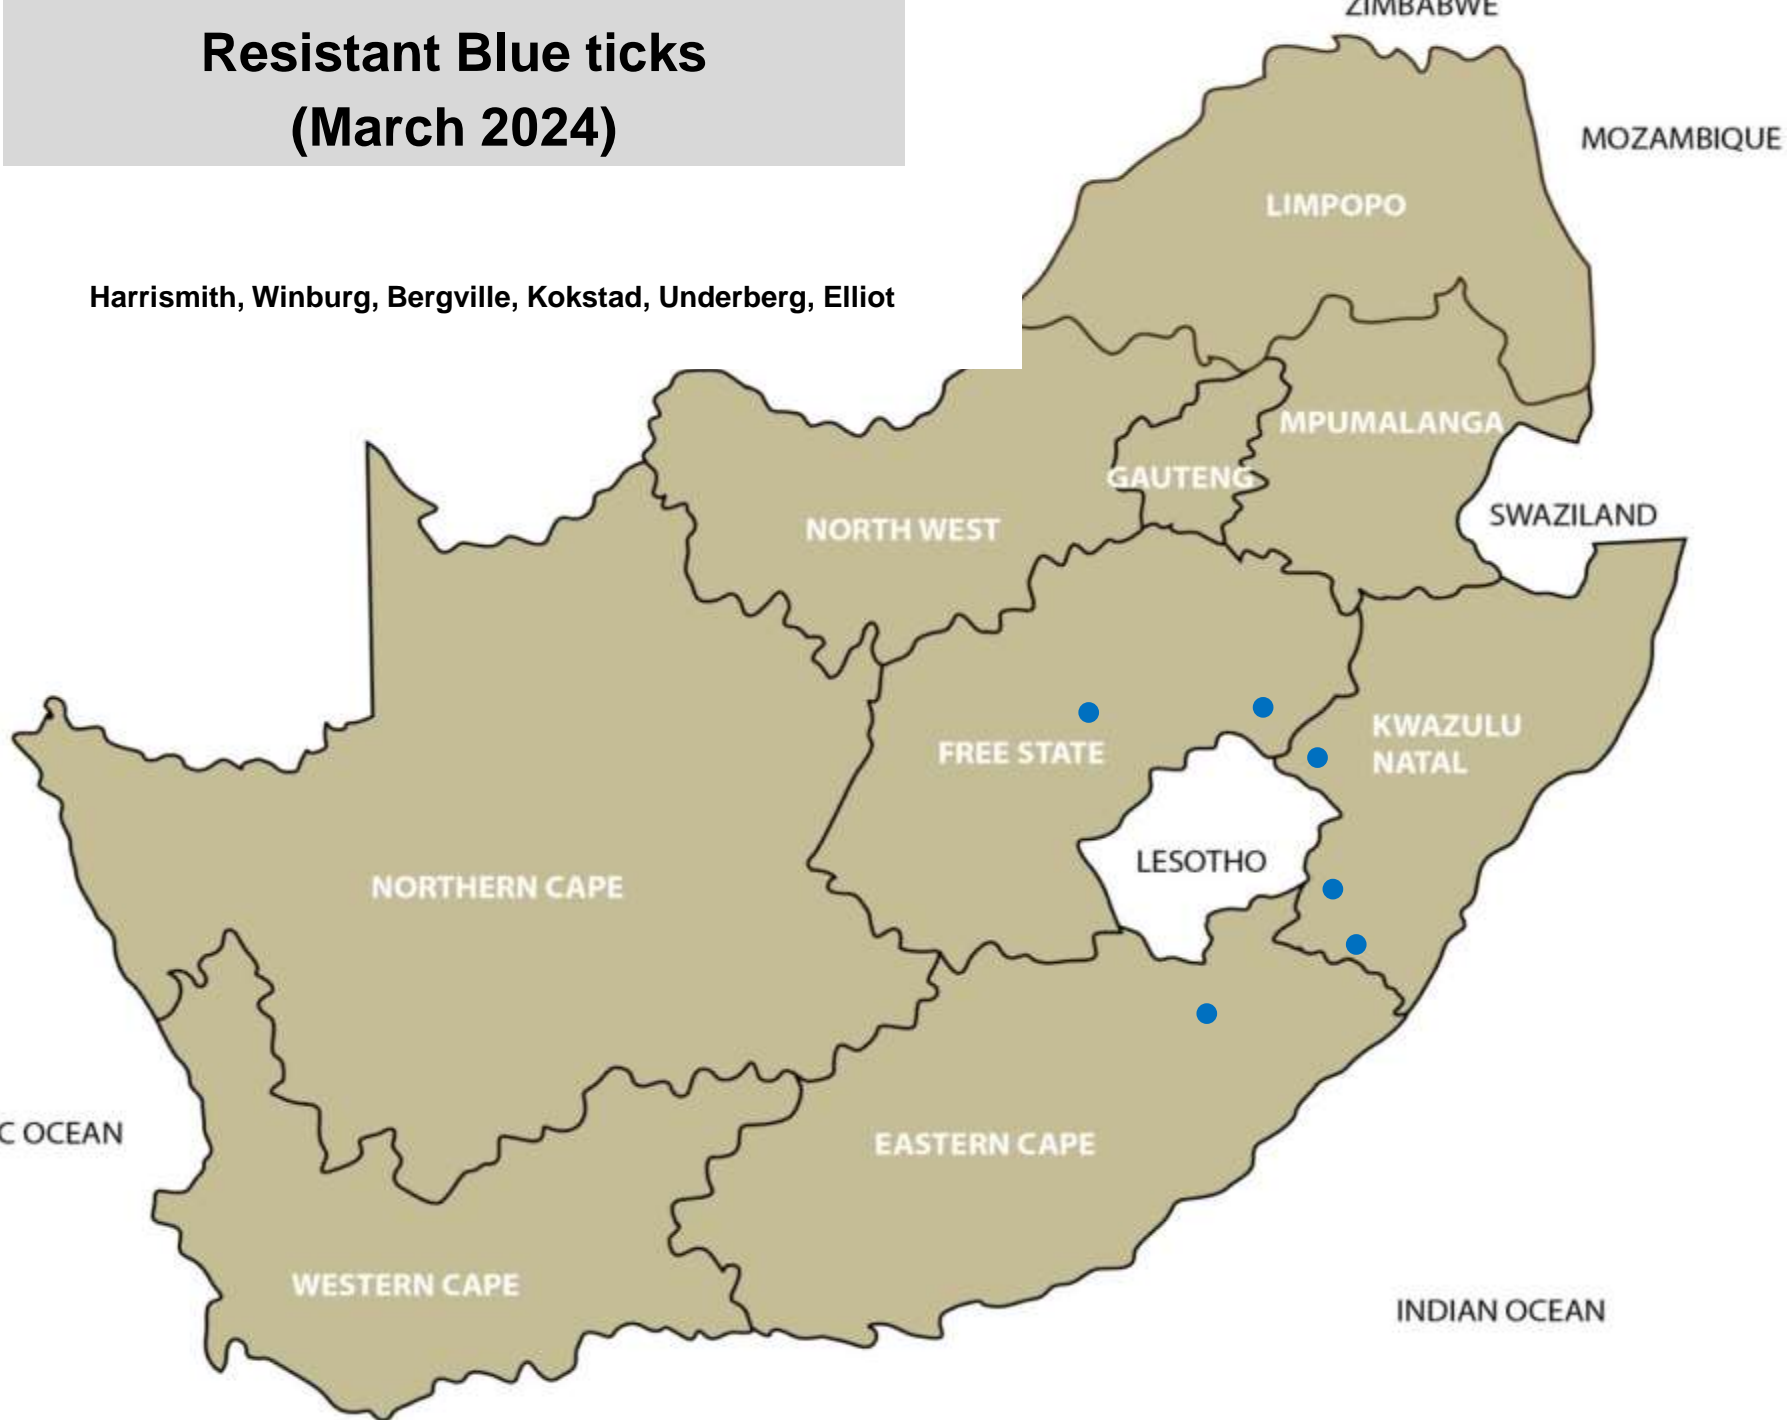 ZIMBABWE
Resistant Blue ticks
(March 2024)
MOZAMBIQUE
LIMPOPO
Harrismith, Winburg, Bergville, Kokstad, Underberg, Elliot
MPUMALANGA
GAUTENG
SWAZILAND
NORTH WEST
KWAZULU
NATAL
FREE STATE
LESOTHO
NORTHERN CAPE
C OCEAN
EASTERN CAPE
WESTERN CAPE
INDIAN OCEAN